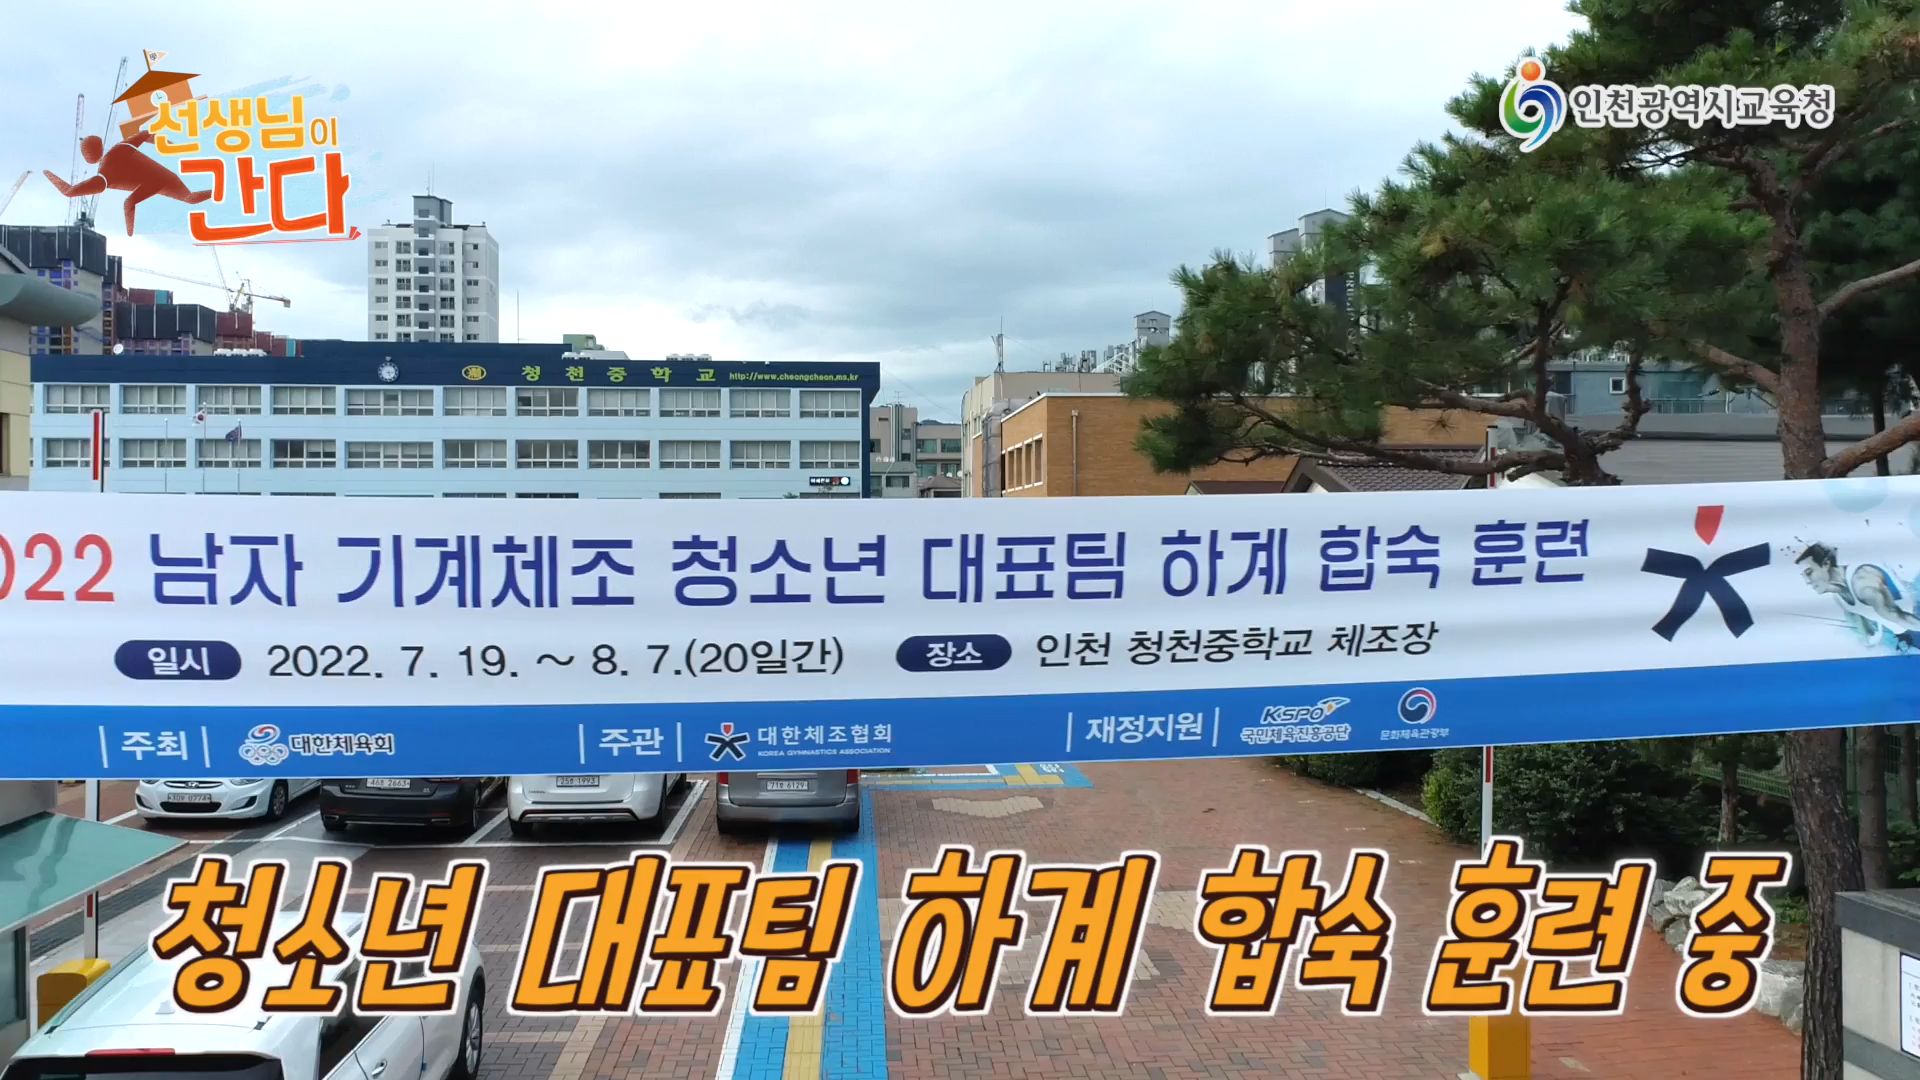 선생님이
간다
인천광역시교육청
청천중학교 http://www.cheongcheon.ms.kr
2022 남자 기계체조 청소년 대표팀 하계 합숙 훈련
일시 2022. 7. 19. ~ 8. 7.(20일간) 장소 인천 청천중학교 체조장
주최 대한체육회 주관 대한체조협회 재정지원 KSPO 국민체육진흥공단 문화체육관광부
KOREA GYMNASTICS ASSOCIATION
청소년 대표팀 하계 합숙 훈련 중